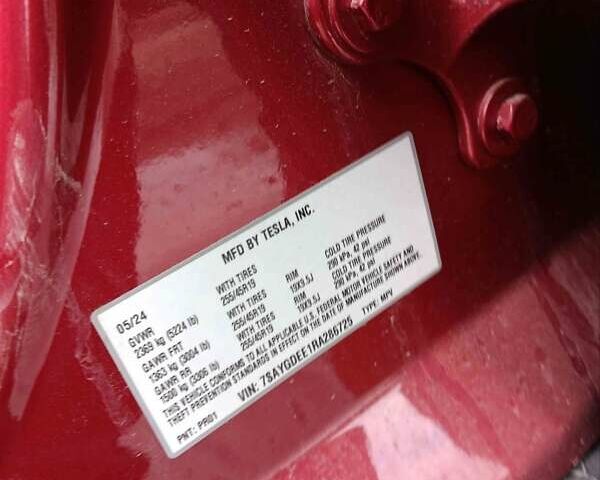 MFD BY TESLA, INC.
05/24
GVWR
2369 kg (5224 lb) WITH TIRES RIM COLD TIRE PRESSURE
GAWR FRT 255/45R19 19X9.5J 290 kPa, 42 psi
1363 kg (3004 lb) WITH TIRES RIM COLD TIRE PRESSURE
GAWR RR 255/45R19 19X9.5J 290 kPa, 42 psi
1500 kg (3306 lb)
THIS VEHICLE CONFORMS TO ALL APPLICABLE U.S. FEDERAL MOTOR VEHICLE SAFETY AND
THEFT PREVENTION STANDARDS IN EFFECT ON THE DATE OF MANUFACTURE SHOWN ABOVE.
VIN: 7SAYGDEE1RA286725 TYPE: MPV
PNT: PR01